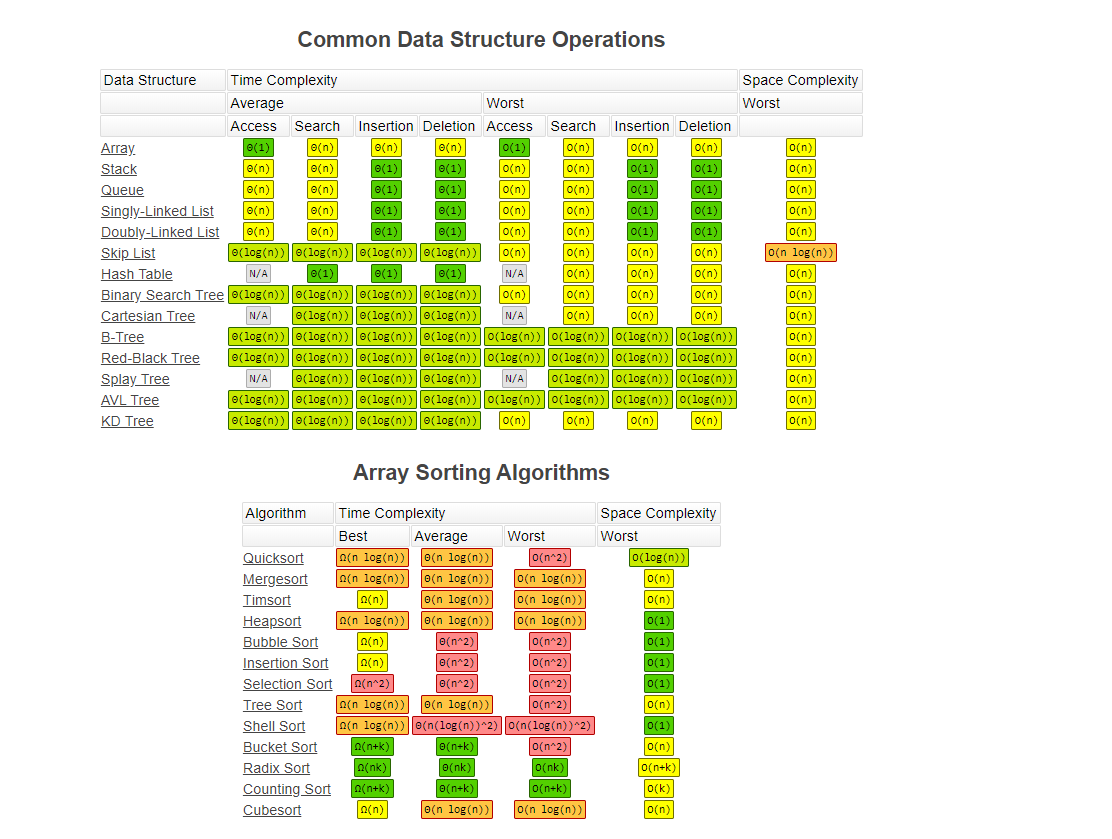 Common Data Structure Operations
Data Structure Time Complexity Space Complexity
Average Worst Worst
Access Search Insertion Deletion Access Search Insertion Deletion
Array Θ(1) Θ(n) Θ(n) Θ(n) O(1) O(n) O(n) O(n) O(n)
Stack Θ(n) Θ(n) Θ(1) Θ(1) O(n) O(n) O(1) O(1) O(n)
Queue Θ(n) Θ(n) Θ(1) Θ(1) O(n) O(n) O(1) O(1) O(n)
Singly-Linked List Θ(n) Θ(n) Θ(1) Θ(1) O(n) O(n) O(1) O(1) O(n)
Doubly-Linked List Θ(n) Θ(n) Θ(1) Θ(1) O(n) O(n) O(1) O(1) O(n)
Skip List Θ(log(n)) Θ(log(n)) Θ(log(n)) Θ(log(n)) O(n) O(n) O(n) O(n) O(n log(n))
Hash Table N/A Θ(1) Θ(1) Θ(1) N/A O(n) O(n) O(n) O(n)
Binary Search Tree Θ(log(n)) Θ(log(n)) Θ(log(n)) Θ(log(n)) O(n) O(n) O(n) O(n) O(n)
Cartesian Tree N/A Θ(log(n)) Θ(log(n)) Θ(log(n)) N/A O(n) O(n) O(n) O(n)
B-Tree Θ(log(n)) Θ(log(n)) Θ(log(n)) Θ(log(n)) O(log(n)) O(log(n)) O(log(n)) O(log(n)) O(n)
Red-Black Tree Θ(log(n)) Θ(log(n)) Θ(log(n)) Θ(log(n)) O(log(n)) O(log(n)) O(log(n)) O(log(n)) O(n)
Splay Tree N/A Θ(log(n)) Θ(log(n)) Θ(log(n)) N/A O(log(n)) O(log(n)) O(log(n)) O(n)
AVL Tree Θ(log(n)) Θ(log(n)) Θ(log(n)) Θ(log(n)) O(log(n)) O(log(n)) O(log(n)) O(log(n)) O(n)
KD Tree Θ(log(n)) Θ(log(n)) Θ(log(n)) Θ(log(n)) O(n) O(n) O(n) O(n) O(n)
Array Sorting Algorithms
Algorithm Time Complexity Space Complexity
Best Average Worst Worst
Quicksort Ω(n log(n)) Θ(n log(n)) O(n^2) O(log(n))
Mergesort Ω(n log(n)) Θ(n log(n)) O(n log(n)) O(n)
Timsort Ω(n) Θ(n log(n)) O(n log(n)) O(n)
Heapsort Ω(n log(n)) Θ(n log(n)) O(n log(n)) O(1)
Bubble Sort Ω(n) Θ(n^2) O(n^2) O(1)
Insertion Sort Ω(n) Θ(n^2) O(n^2) O(1)
Selection Sort Ω(n^2) Θ(n^2) O(n^2) O(1)
Tree Sort Ω(n log(n)) Θ(n log(n)) O(n^2) O(n)
Shell Sort Ω(n log(n)) Θ(n(log(n))^2) O(n(log(n))^2) O(1)
Bucket Sort Ω(n+k) Θ(n+k) O(n^2) O(n)
Radix Sort Ω(nk) Θ(nk) O(nk) O(n+k)
Counting Sort Ω(n+k) Θ(n+k) O(n+k) O(k)
Cubesort Ω(n) Θ(n log(n)) O(n log(n)) O(n)